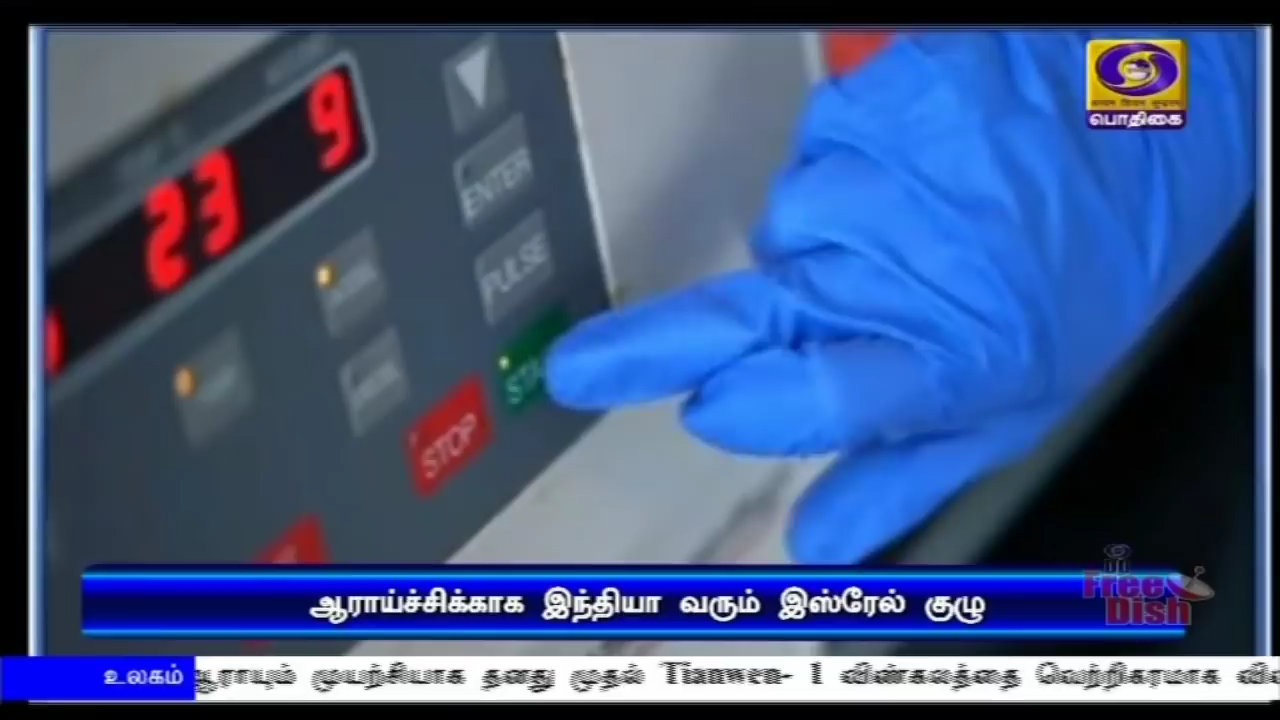 23 9
ENTER
PULSE
STOP
பொதிகை
Free
Dish
ஆராய்ச்சிக்காக இந்தியா வரும் இஸ்ரேல் குழு
உலகம் ஆராயும் முயற்சியாக தனது முதல் Tianwen- 1 விண்கலத்தை வெற்றிகரமாக